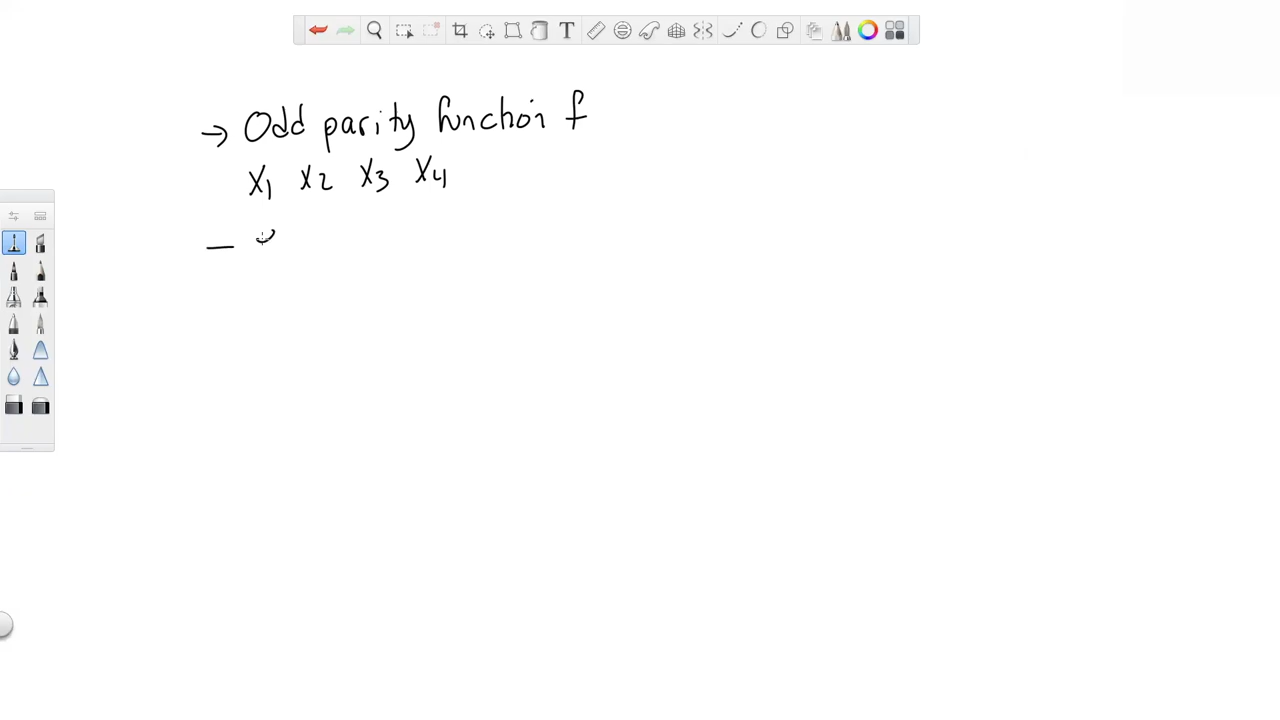 → Odd parity function f
X1 X2 X3 X4
—